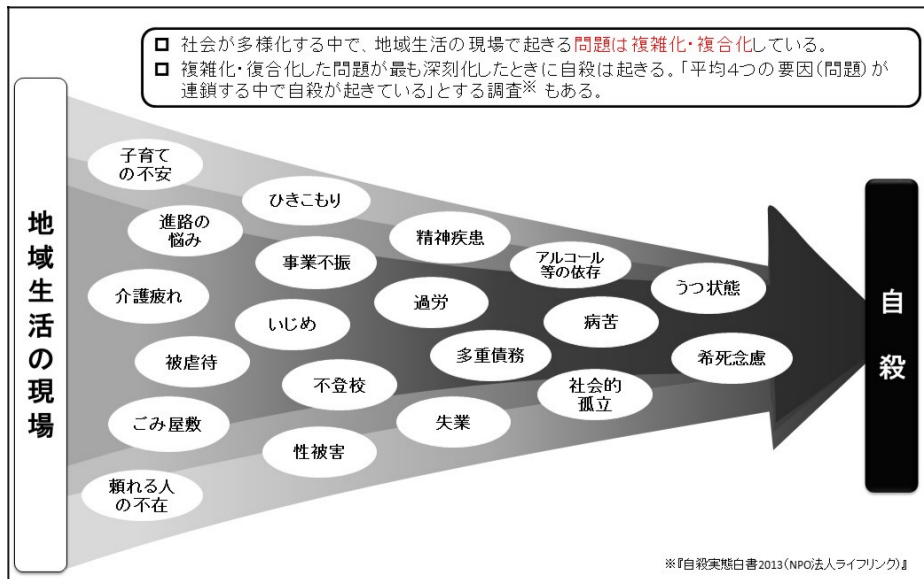 □ 社会が多様化する中で、地域生活の現場で起きる問題は複雑化・複合化している。
□ 複雑化・復合化した問題が最も深刻化したときに自殺は起きる。「平均4つの要因(問題)が
連鎖する中で自殺が起きている」とする調査※ もある。
地域生活の現場
子育て
の不安
ひきこもり
進路の
悩み
精神疾患
事業不振
アルコール
等の依存
介護疲れ
過労
うつ状態
いじめ
病苦
被虐待
多重債務
希死念慮
不登校
社会的
孤立
ごみ屋敷
失業
性被害
頼れる人
の不在
自殺
※『自殺実態白書2013(NPO法人ライフリンク)』